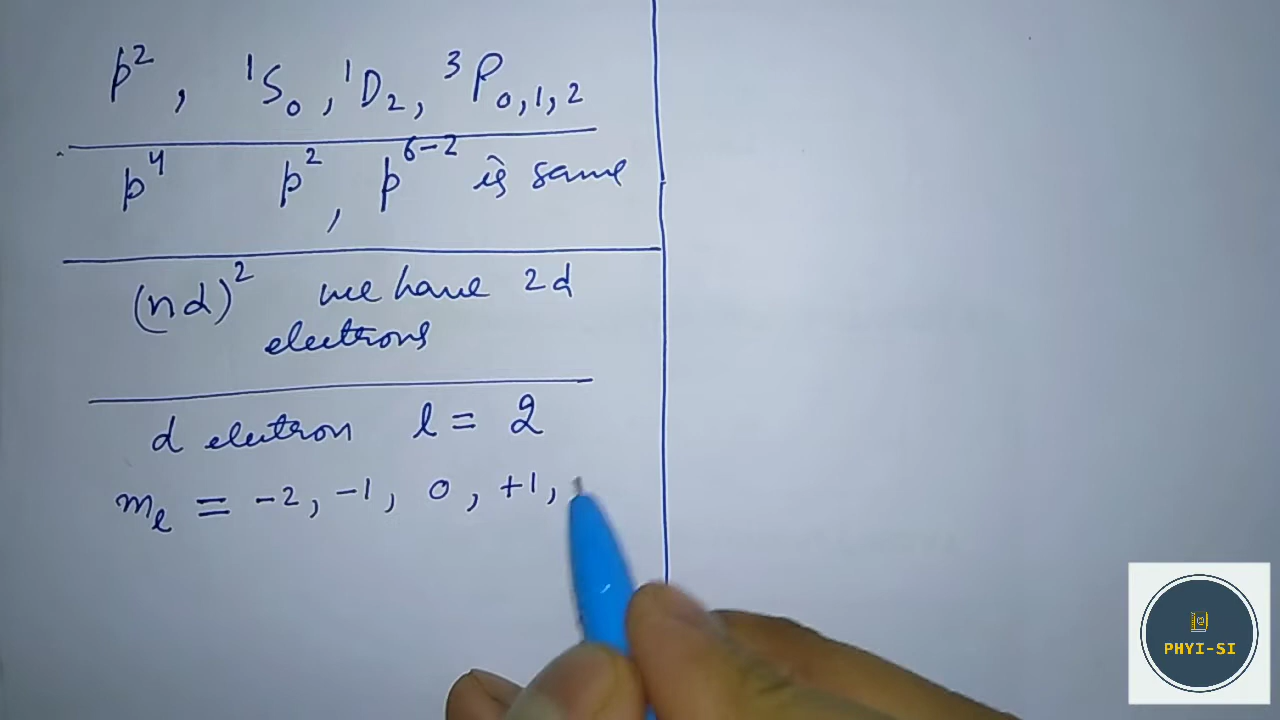 p², ¹S₀, ¹D₂, ³P₀,₁,₂
p⁴ p², p⁶⁻² is same
(nd)² we have 2d
electrons
d electron l = 2
mₗ = -2, -1, 0, +1,
PHYI-SI